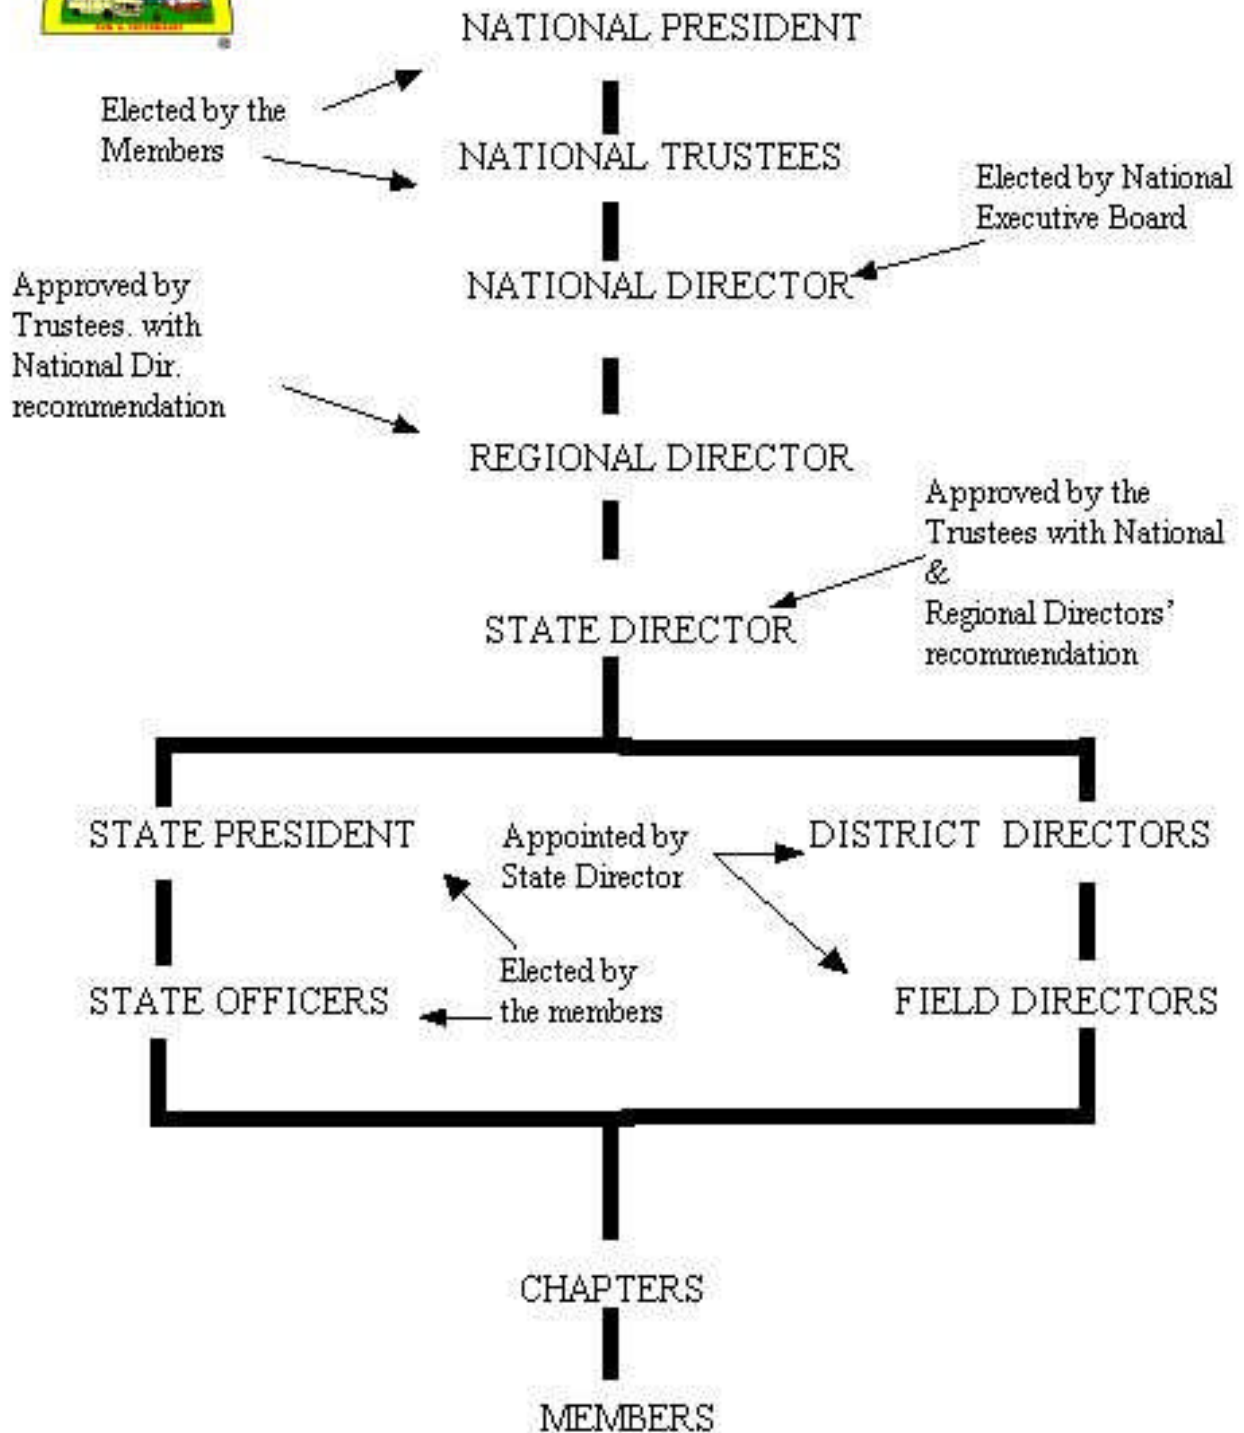 NATIONAL PRESIDENT
Elected by the
Members
NATIONAL TRUSTEES
Elected by National
Executive Board
NATIONAL DIRECTOR
Approved by
Trustees. with
National Dir.
recommendation
REGIONAL DIRECTOR
Approved by the
Trustees with National
&
Regional Directors'
recommendation
STATE DIRECTOR
STATE PRESIDENT
Appointed by
State Director
DISTRICT DIRECTORS
Elected by
the members
STATE OFFICERS
FIELD DIRECTORS
CHAPTERS
MEMBERS